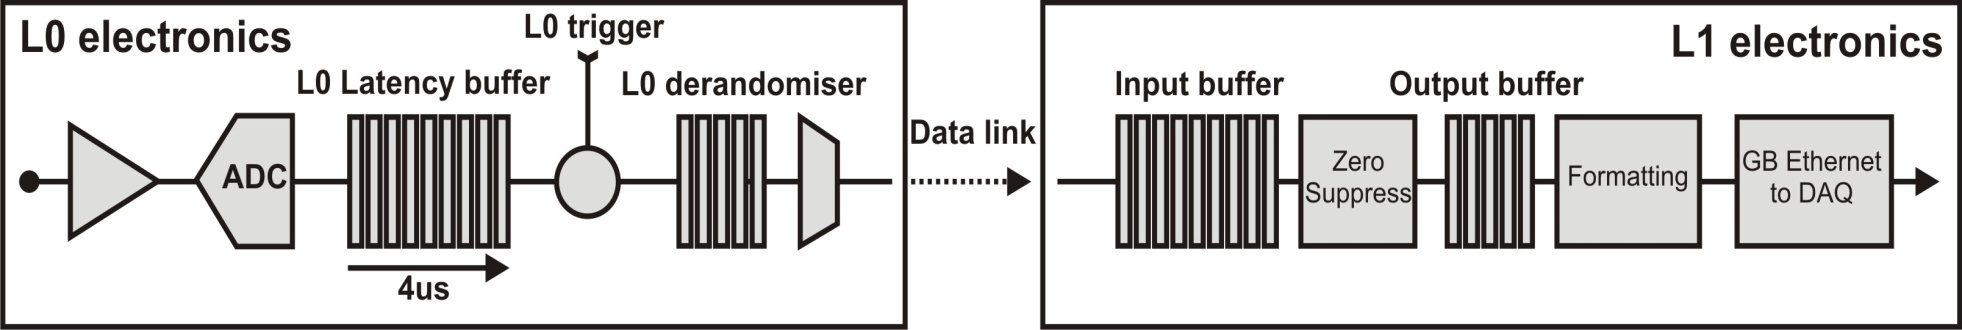 L0 electronics
L0 trigger
L0 Latency buffer
L0 derandomiser
ADC
4us
Data link
L1 electronics
Input buffer
Output buffer
Zero
Suppress
Formatting
GB Ethernet
to DAQ